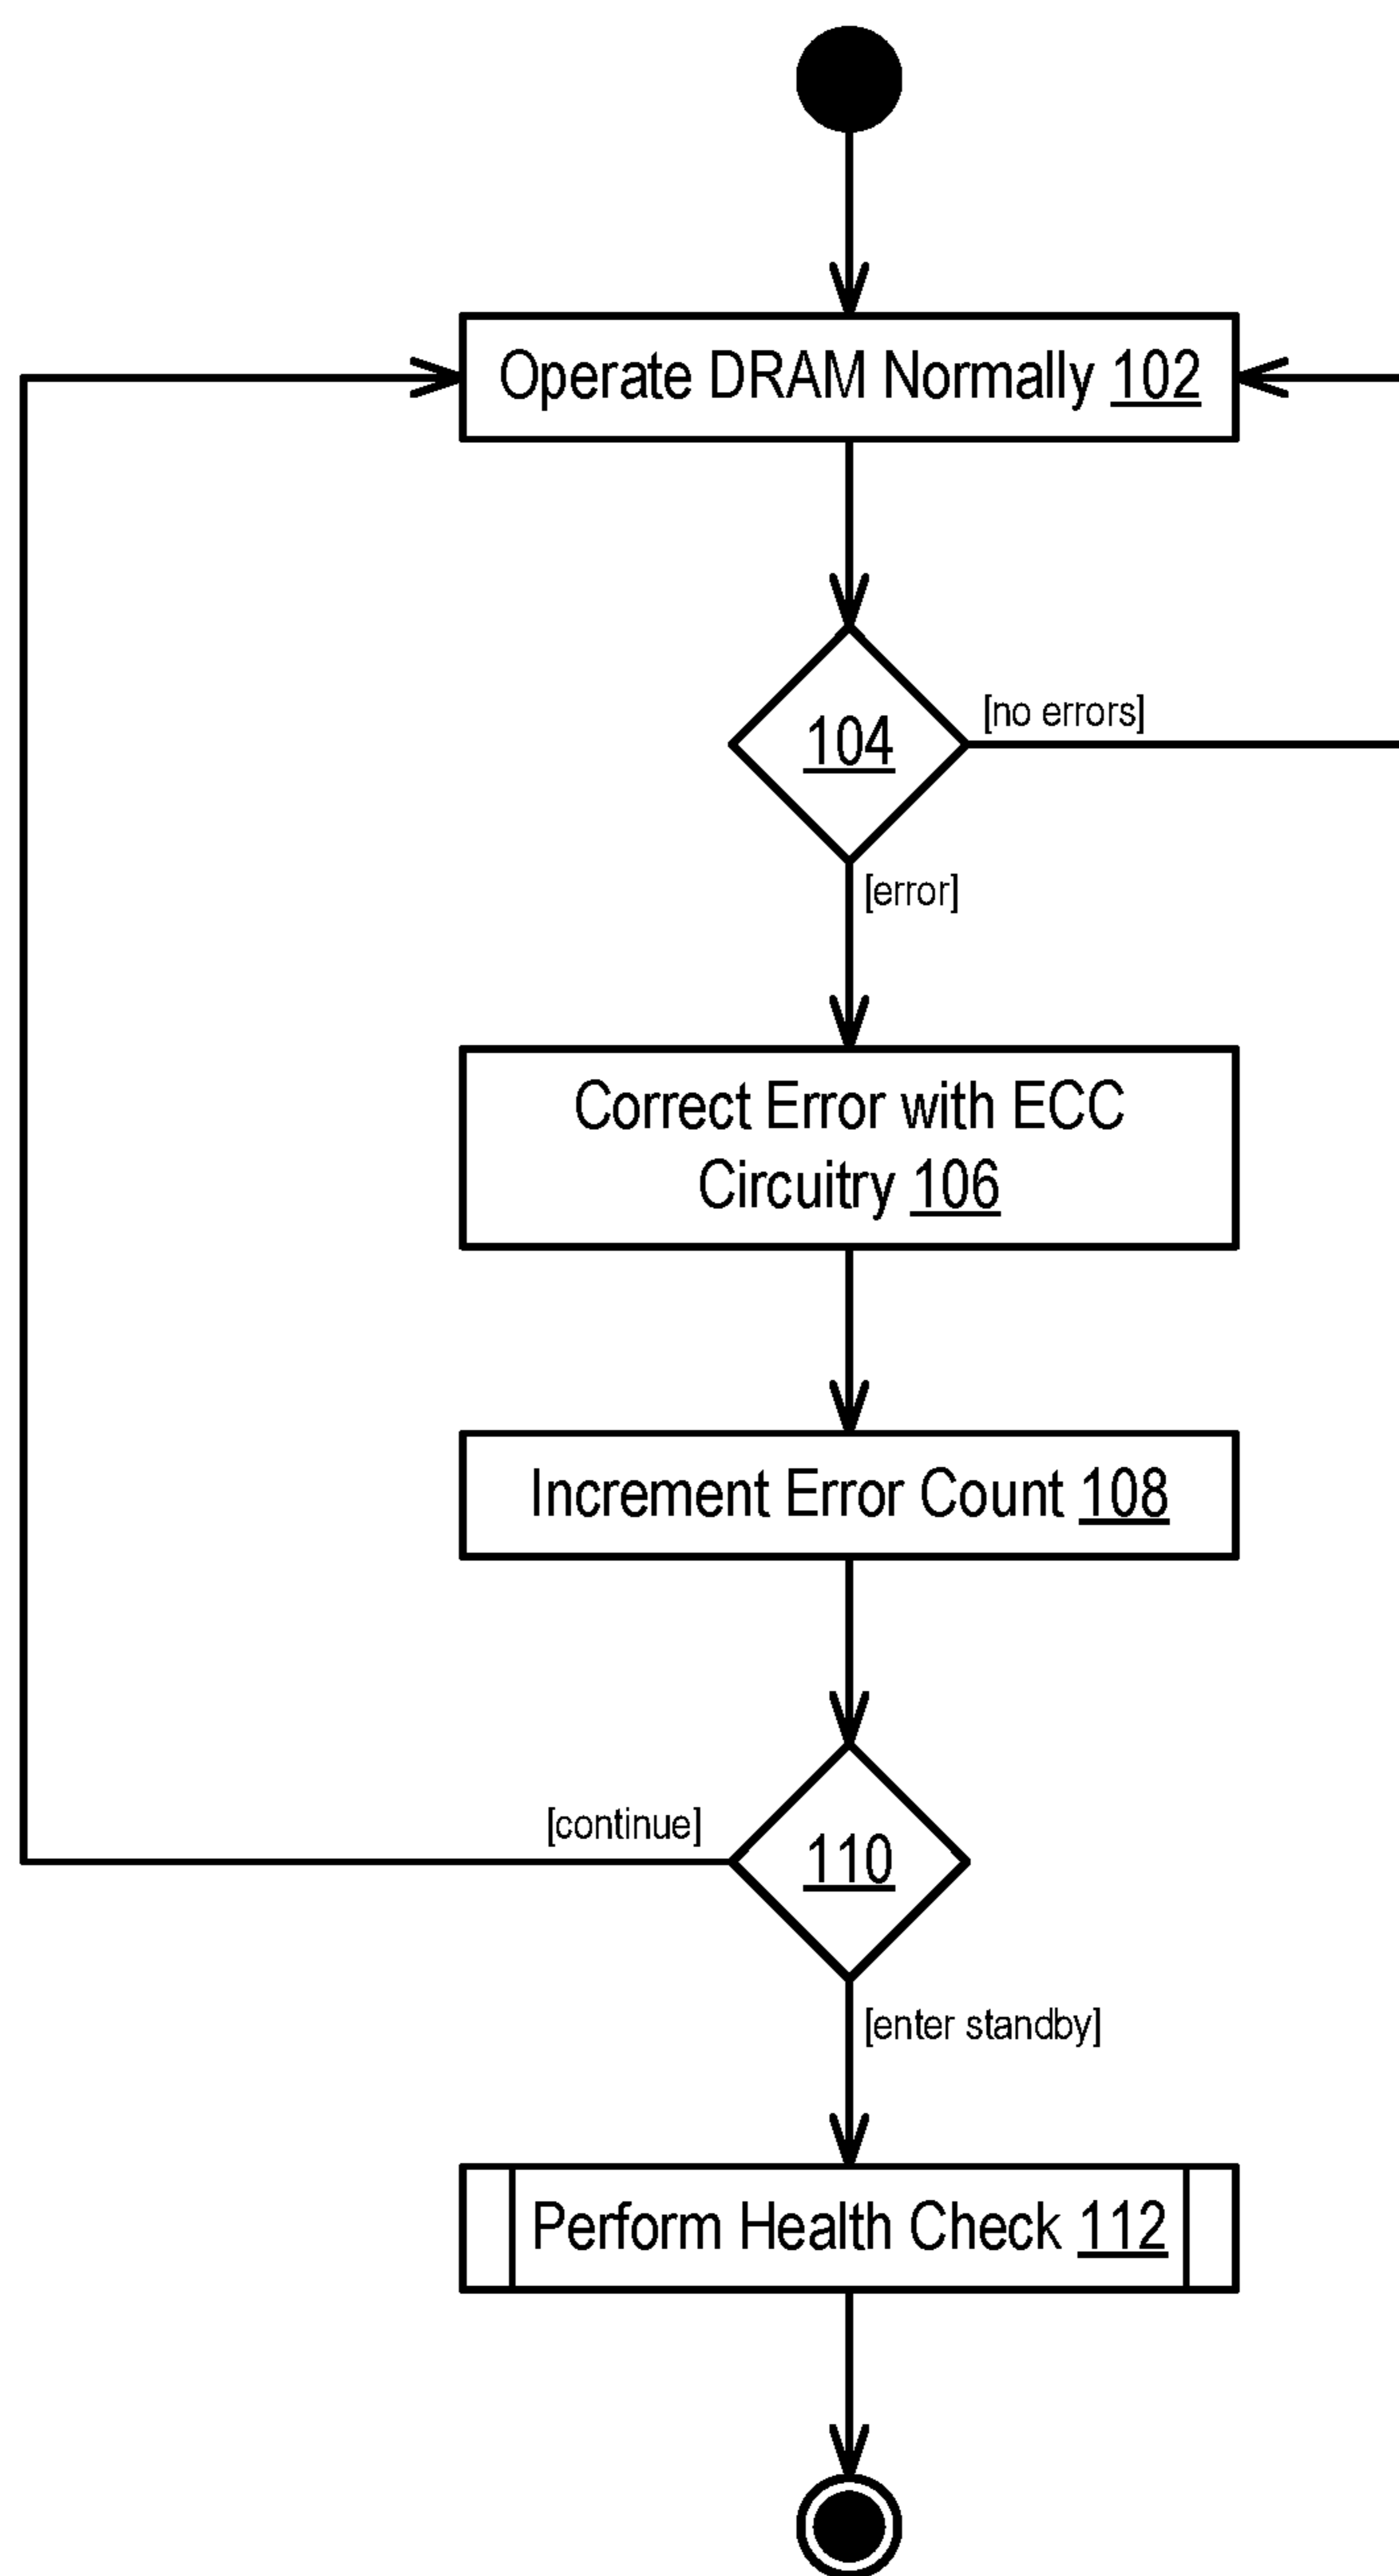 Operate DRAM Normally 102
104
[no errors]
[error]
Correct Error with ECC
Circuitry 106
Increment Error Count 108
[continue]
110
[enter standby]
Perform Health Check 112